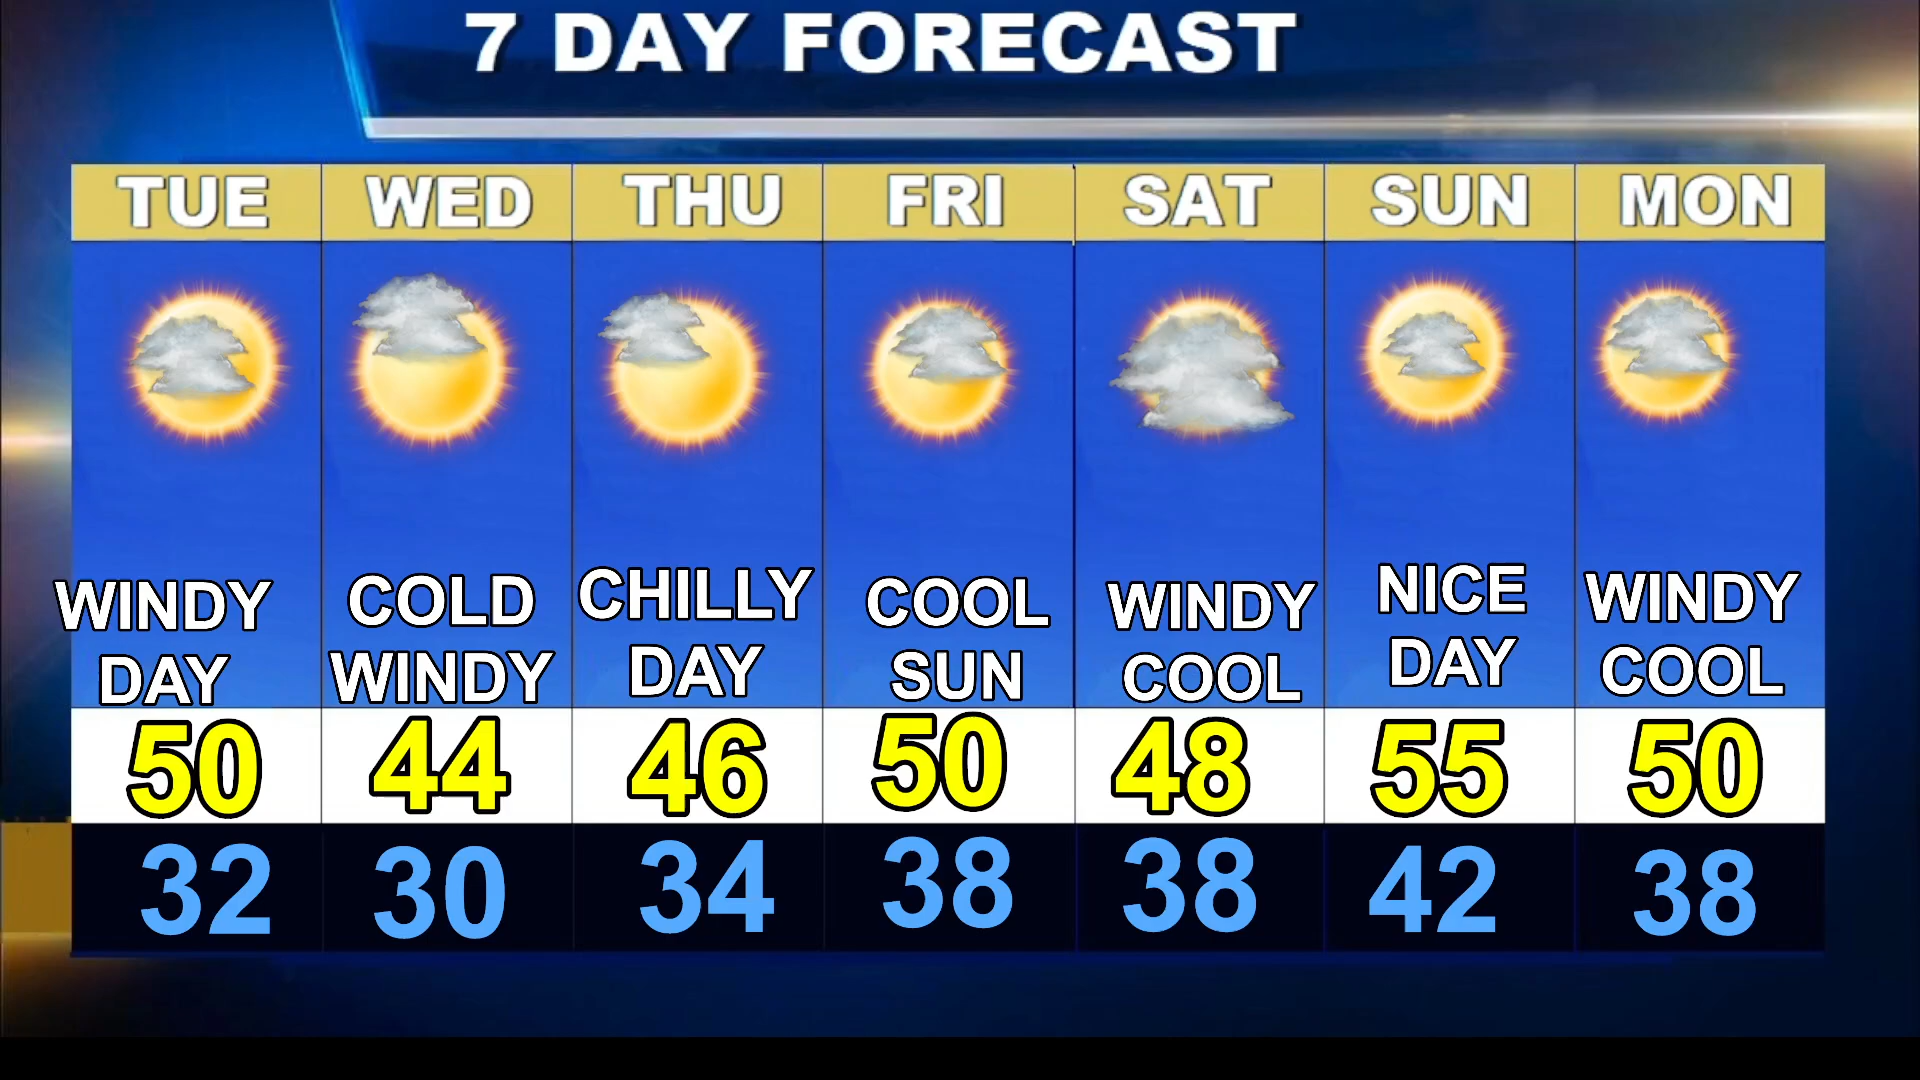 7 DAY FORECAST
TUE WED THU FRI SAT SUN MON
WINDY DAY
COLD WINDY
CHILLY DAY
COOL SUN
WINDY COOL
NICE DAY
WINDY COOL
50 44 46 50 48 55 50
32 30 34 38 38 42 38